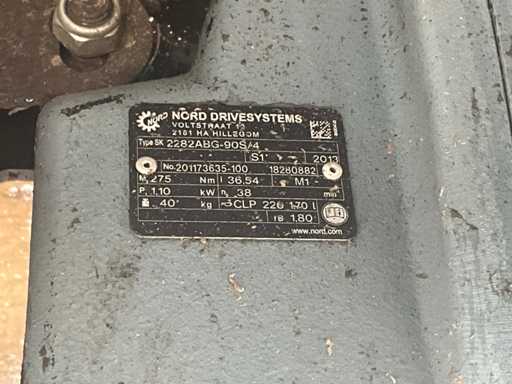 NORD
NORD DRIVESYSTEMS
VOLTSTRAAT 12
2181 HA HILLEGOM
Type SK 2282ABG-90S/4
S1 2013
No. 201173635-100 18280882
M₂ 275 Nm i 36.54 M1
P₁ 1.10 kW n₂ 38 min
40 kg CLP 220 1.70 l
fB 1.80
www.nord.com